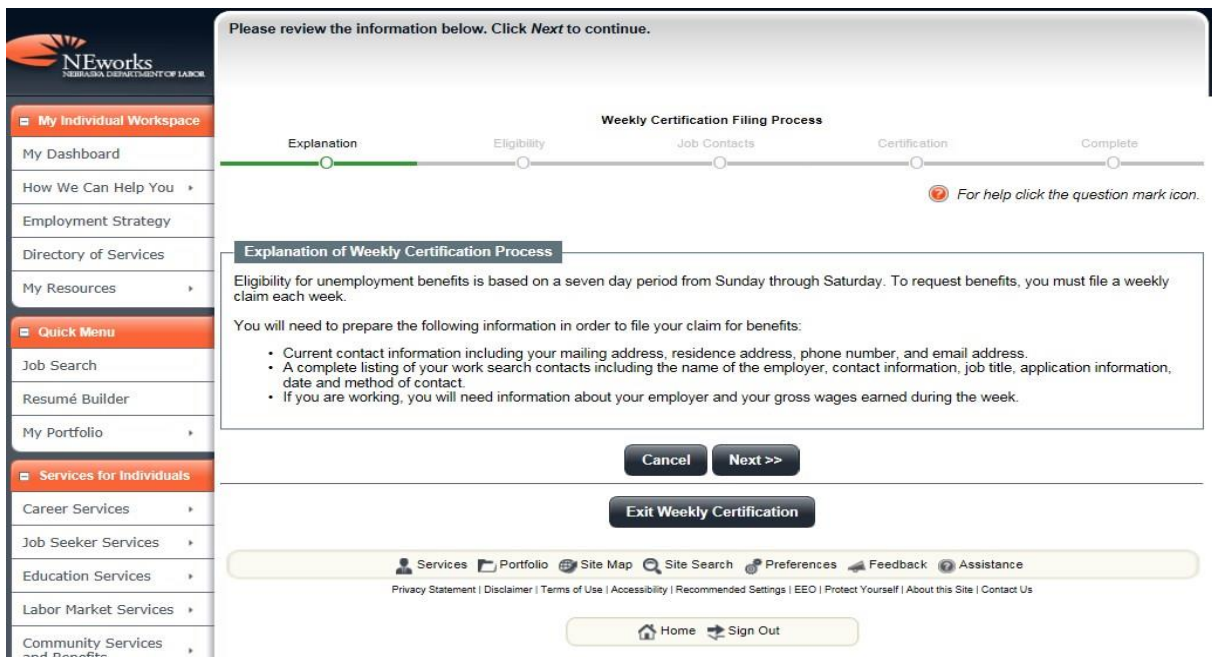 Please review the information below. Click Next to continue.
NEworks
NEBRASKA DEPARTMENT OF LABOR
My Individual Workspace
My Dashboard
How We Can Help You
Employment Strategy
Directory of Services
My Resources
Quick Menu
Job Search
Resumé Builder
My Portfolio
Services for Individuals
Career Services
Job Seeker Services
Education Services
Labor Market Services
Community Services
and Benefits
Weekly Certification Filing Process
Explanation Eligibility Job Contacts Certification Complete
For help click the question mark icon.
Explanation of Weekly Certification Process
Eligibility for unemployment benefits is based on a seven day period from Sunday through Saturday. To request benefits, you must file a weekly
claim each week.
You will need to prepare the following information in order to file your claim for benefits:
• Current contact information including your mailing address, residence address, phone number, and email address.
• A complete listing of your work search contacts including the name of the employer, contact information, job title, application information,
date and method of contact.
• If you are working, you will need information about your employer and your gross wages earned during the week.
Cancel Next >>
Exit Weekly Certification
Services Portfolio Site Map Site Search Preferences Feedback Assistance
Privacy Statement | Disclaimer | Terms of Use | Accessibility | Recommended Settings | EEO | Protect Yourself | About this Site | Contact Us
Home Sign Out